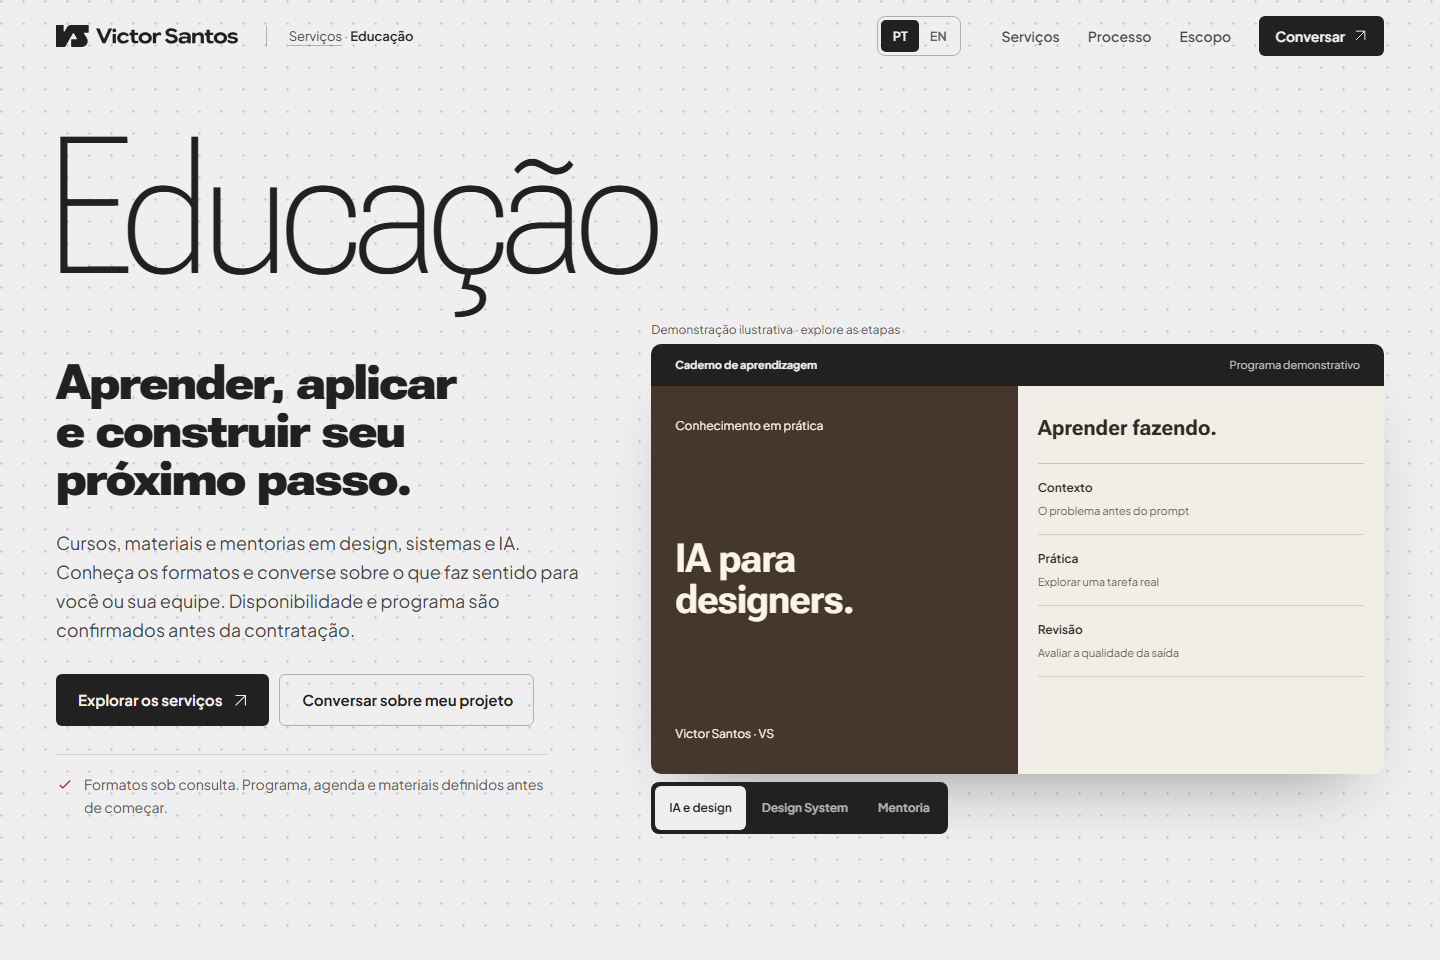 VS Victor Santos
Serviços · Educação
PT EN
Serviços
Processo
Escopo
Conversar
Educação
Aprender, aplicar
e construir seu
próximo passo.
Cursos, materiais e mentorias em design, sistemas e IA.
Conheça os formatos e converse sobre o que faz sentido para
você ou sua equipe. Disponibilidade e programa são
confirmados antes da contratação.
Explorar os serviços
Conversar sobre meu projeto
Formatos sob consulta. Programa, agenda e materiais definidos antes
de começar.
Demonstração ilustrativa · explore as etapas
Caderno de aprendizagem
Programa demonstrativo
Conhecimento em prática
IA para
designers.
Victor Santos · VS
Aprender fazendo.
Contexto
O problema antes do prompt
Prática
Explorar uma tarefa real
Revisão
Avaliar a qualidade da saída
IA e design
Design System
Mentoria